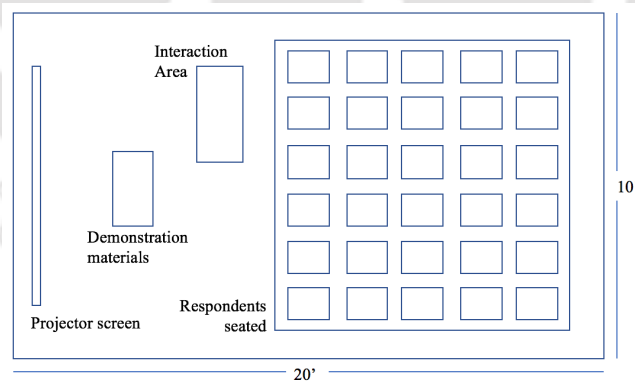 Interaction
Area
10
Demonstration
materials
Respondents
seated
Projector screen
20’